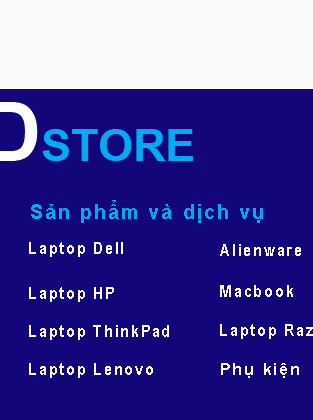 DSTORE
Sản phẩm và dịch vụ
Laptop Dell
Alienware
Laptop HP
Macbook
Laptop ThinkPad
Laptop Raz
Laptop Lenovo
Phụ kiện